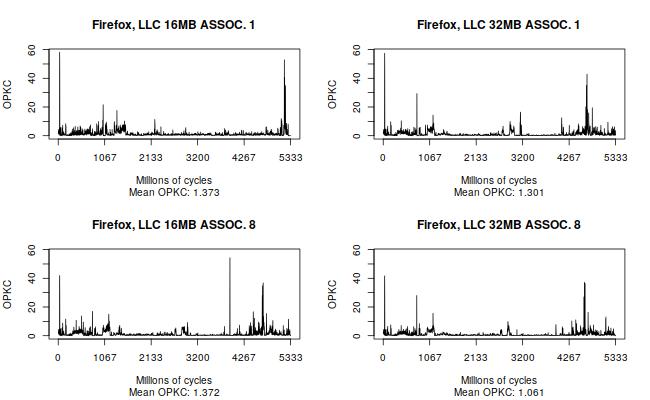 Firefox, LLC 16MB ASSOC. 1
OPKC
60
40
20
0
0 1067 2133 3200 4267 5333
Millions of cycles
Mean OPKC: 1.373
Firefox, LLC 32MB ASSOC. 1
OPKC
60
40
20
0
0 1067 2133 3200 4267 5333
Millions of cycles
Mean OPKC: 1.301
Firefox, LLC 16MB ASSOC. 8
OPKC
60
40
20
0
0 1067 2133 3200 4267 5333
Millions of cycles
Mean OPKC: 1.372
Firefox, LLC 32MB ASSOC. 8
OPKC
60
40
20
0
0 1067 2133 3200 4267 5333
Millions of cycles
Mean OPKC: 1.061